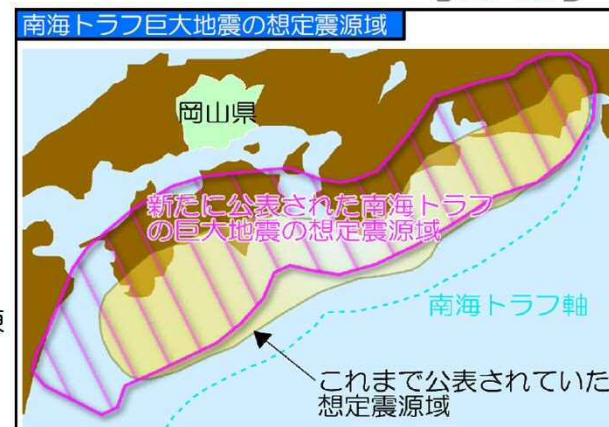 南海トラフ巨大地震の想定震源域
岡山県
新たに公表された南海トラフ
の巨大地震の想定震源域
南海トラフ軸
これまで公表されていた
想定震源域